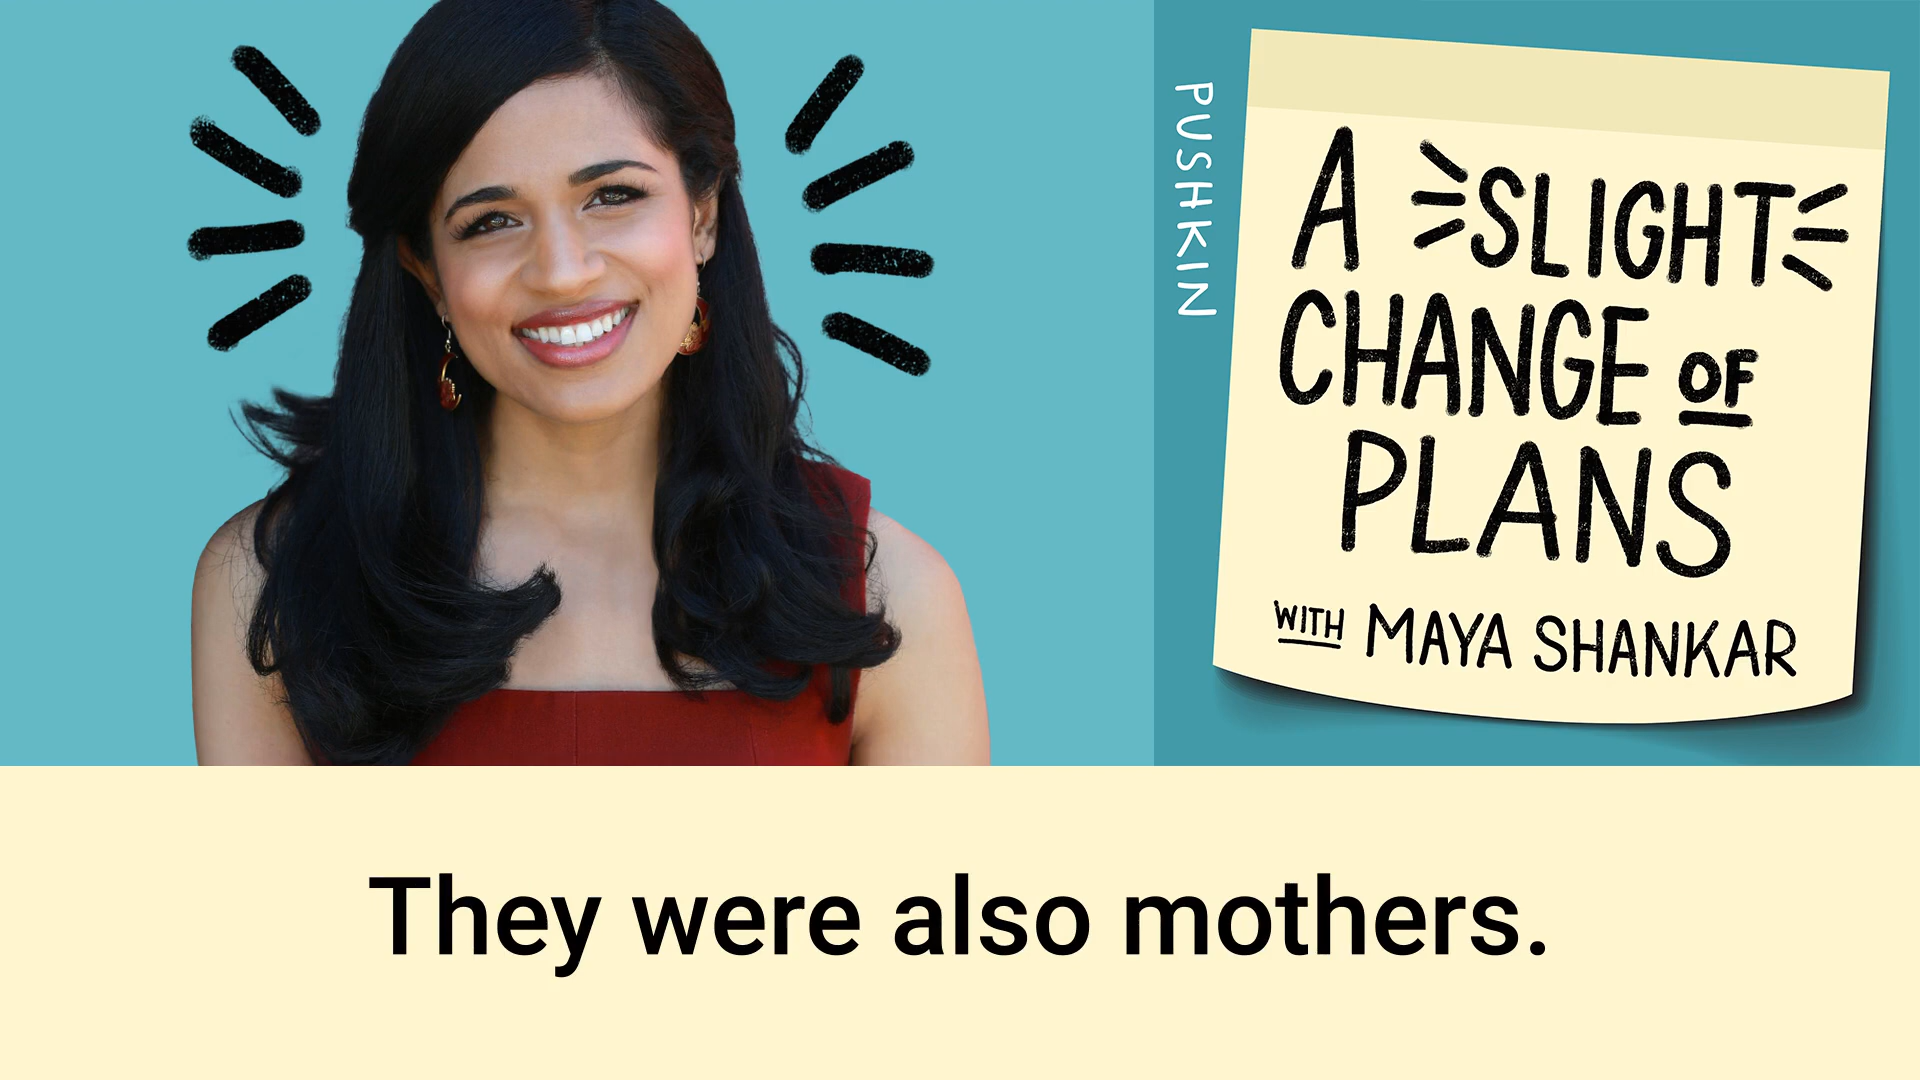 PUSHKIN
A SLIGHT
CHANGE OF
PLANS
WITH MAYA SHANKAR
They were also mothers.